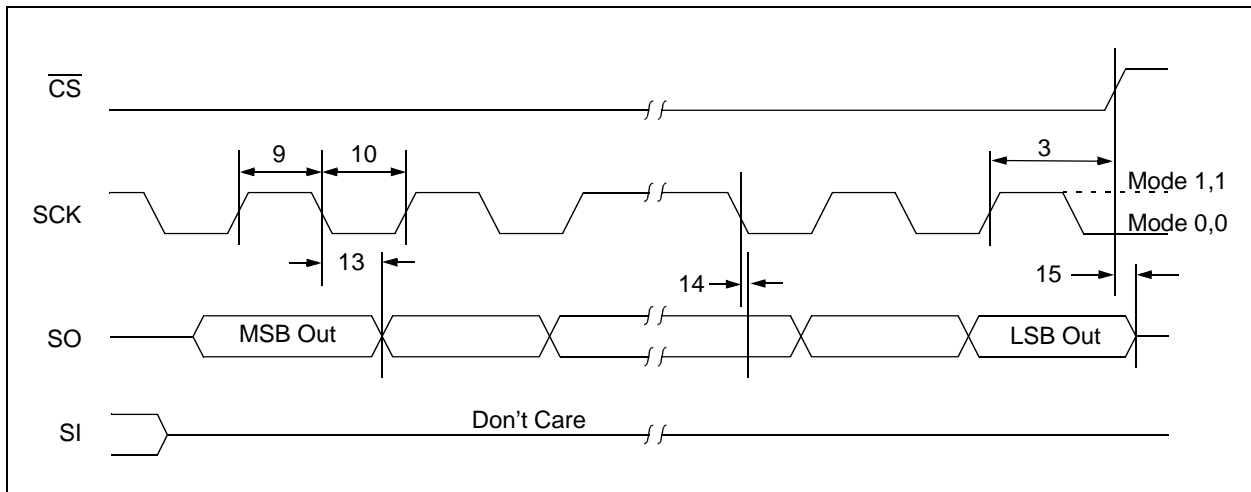 CS
9
10
3
SCK
Mode 1,1
Mode 0,0
13
14
15
SO
MSB Out
LSB Out
SI
Don't Care